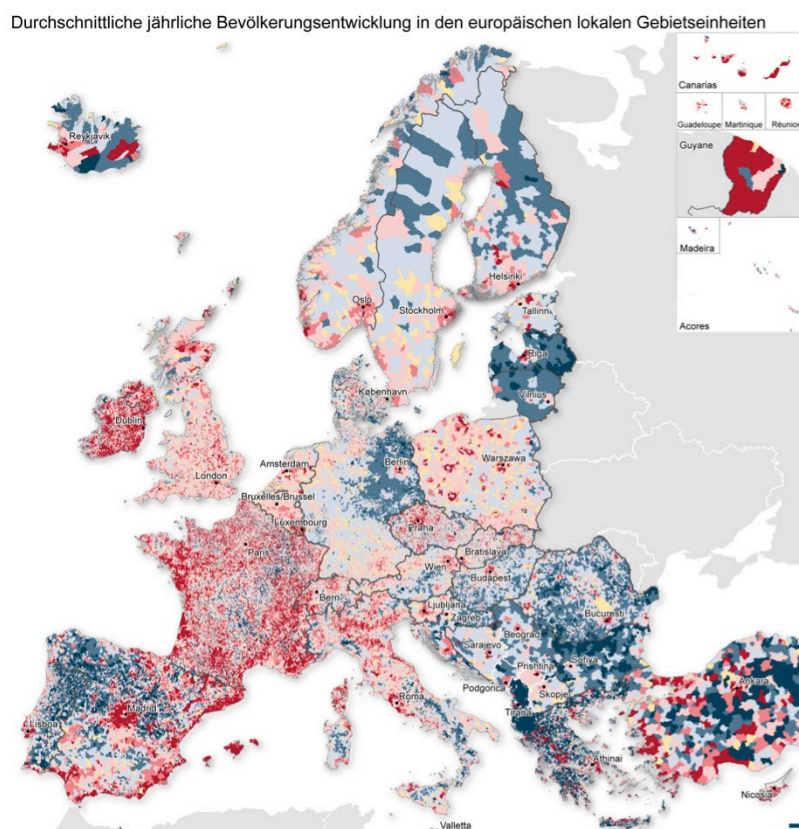 Durchschnittliche jährliche Bevölkerungsentwicklung in den europäischen lokalen Gebietseinheiten
Canarias
Reykjavík
Guadeloupe Martinique Réunion
Guyane
Madeira
Helsinki
Oslo
Tallinn
Stockholm
Acores
Riga
København
Vilnius
Dublin
Berlin
Amsterdam
Warszawa
London
Bruxelles/Brussel
Luxembourg
Praha
Paris
Bratislava
Wien
Budapest
Bern
Ljubljana
Zagreb
Bucuresti
Beograd
Sarajevo
Prishtina
Sofiya
Ankara
Podgorica
Skopje
Madrid
Roma
Tirana
Lisboa
Athinai
Nicosia
Valletta